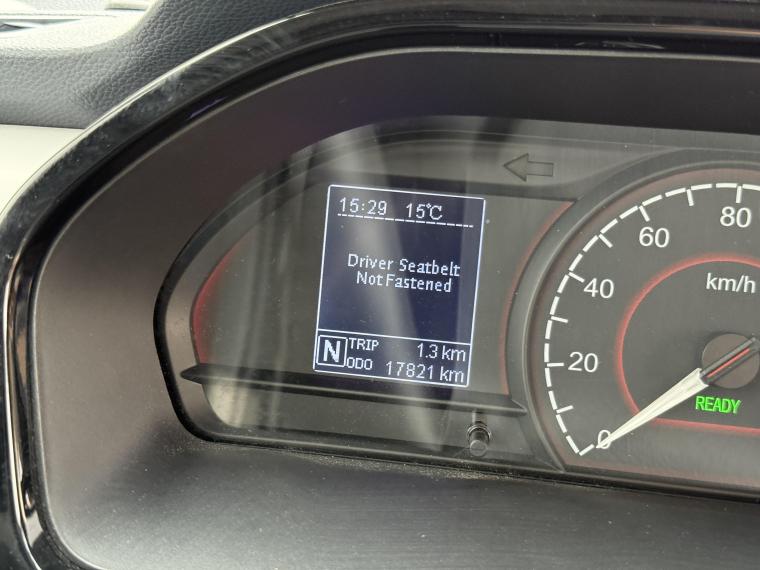 15:29 15°C
Driver Seatbelt
Not Fastened
N
TRIP 1.3 km
ODO 17821 km
80
60
40
20
0
km/h
READY